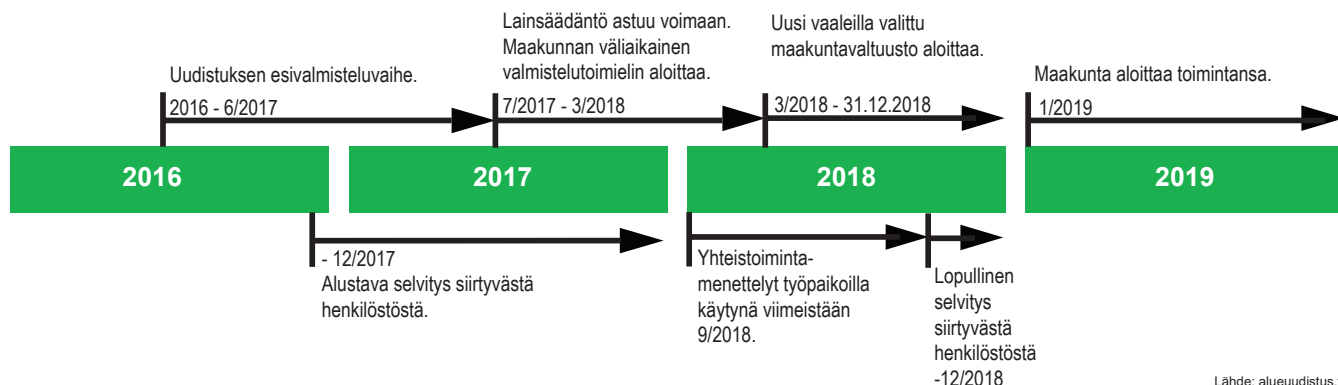 Uudistuksen esivalmisteluvaihe.
2016 - 6/2017
Lainsäädäntö astuu voimaan.
Maakunnan väliaikainen
valmistelutoimielin aloittaa.
7/2017 - 3/2018
Uusi vaaleilla valittu
maakuntavaltuusto aloittaa.
3/2018 - 31.12.2018
Maakunta aloittaa toimintansa.
1/2019
2016
2017
2018
2019
- 12/2017
Alustava selvitys siirtyvästä
henkilöstöstä.
Yhteistoiminta-
menettelyt työpaikoilla
käytynä viimeistään
9/2018.
Lopullinen
selvitys
siirtyvästä
henkilöstöstä
-12/2018
Lähde: alueuudistus.